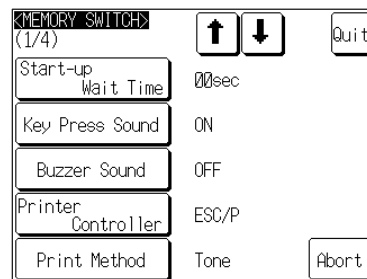 <MEMORY SWITCH>
(1/4)
Quit
Start-up
Wait Time
00sec
Key Press Sound
ON
Buzzer Sound
OFF
Printer
Controller
ESC/P
Print Method
Tone
Abort